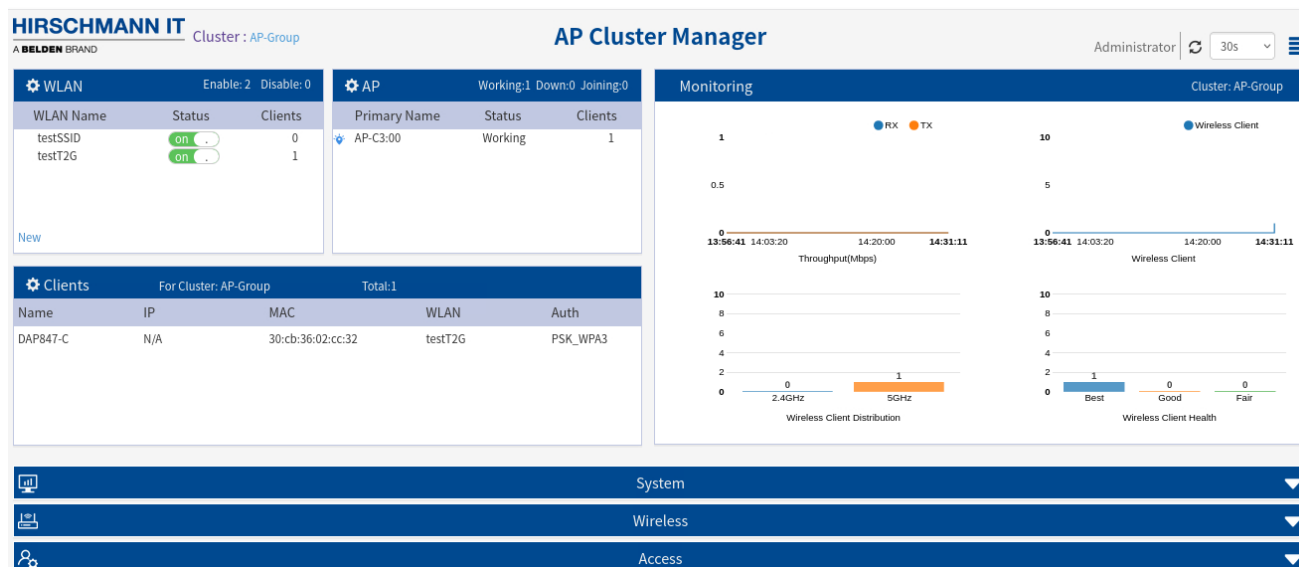 HIRSCHMANN IT
A BELDEN BRAND
Cluster : AP-Group
AP Cluster Manager
Administrator 30s
WLAN Enable: 2 Disable: 0
WLAN Name Status Clients
testSSID on 0
testT2G on 1
New
AP Working:1 Down:0 Joining:0
Primary Name Status Clients
AP-C3:00 Working 1
Clients For Cluster: AP-Group Total:1
Name IP MAC WLAN Auth
DAP847-C N/A 30:cb:36:02:cc:32 testT2G PSK_WPA3
Monitoring Cluster: AP-Group
RX TX
1
0.5
0
13:56:41 14:03:20 14:20:00 14:31:11
Throughput(Mbps)
Wireless Client
10
5
0
13:56:41 14:03:20 14:20:00 14:31:11
Wireless Client
10
8
6
4
2
0
0 1
2.4GHz 5GHz
Wireless Client Distribution
10
8
6
4
2
0
1 0 0
Best Good Fair
Wireless Client Health
System
Wireless
Access